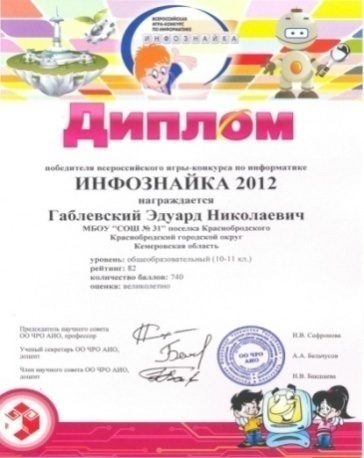 ВСЕРОССИЙСКАЯ
ИГРА-КОНКУРС
ПО ИНФОРМАТИКЕ
ИНФОЗНАЙКА
ДИПЛОМ
победителя всероссийского игры-конкурса по информатике
ИНФОЗНАЙКА 2012
награждается
Габлевский Эдуард Николаевич
МБОУ "СОШ № 31" поселка Краснобродского
Краснобродский городской округ
Кемеровская область
уровень: общеобразовательный (10-11 кл.)
рейтинг: 82
количество баллов: 740
оценка: великолепно
Председатель научного совета
ОО ЧРО АИО, профессор
Н.В. Софронова
Ученый секретарь ОО ЧРО АИО,
доцент
А.А. Бельчусов
Член научного совета ОО ЧРО АИО,
доцент
Н.В. Бакшаева
ОО ЧРО
АИО